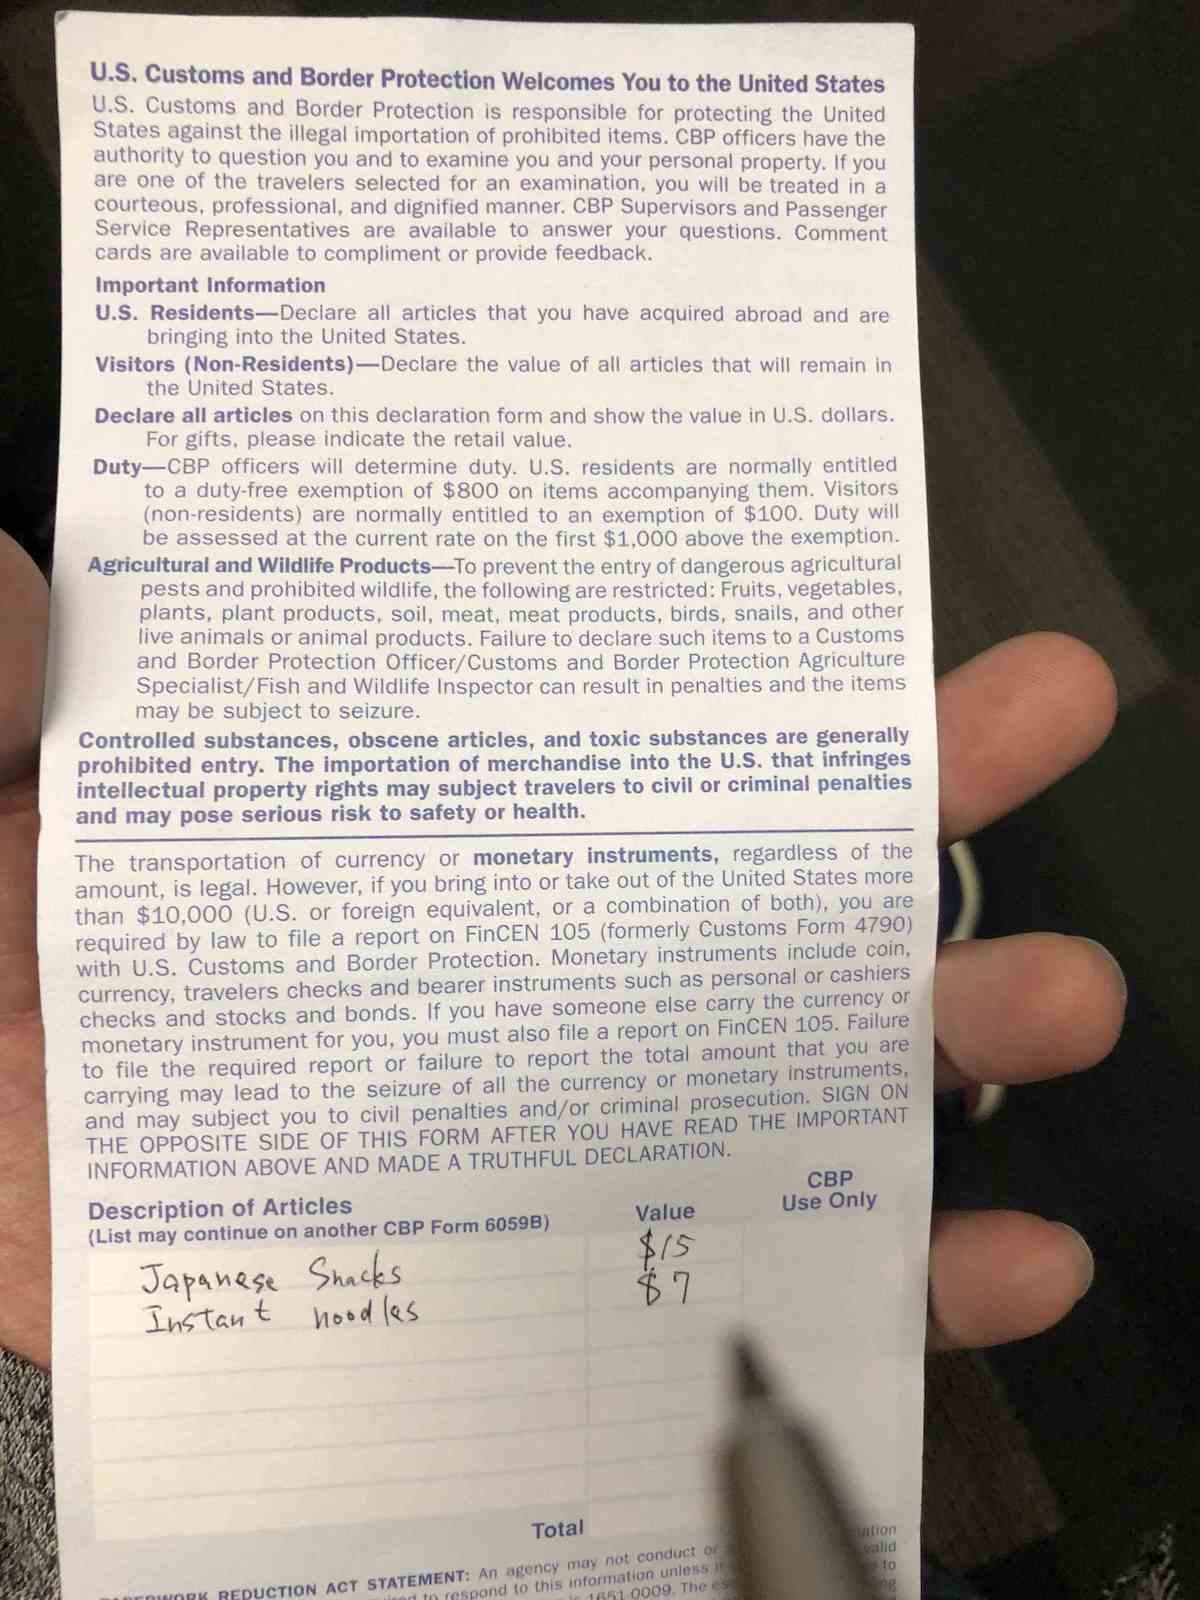 U.S. Customs and Border Protection Welcomes You to the United States
U.S. Customs and Border Protection is responsible for protecting the United
States against the illegal importation of prohibited items. CBP officers have the
authority to question you and to examine you and your personal property. If you
are one of the travelers selected for an examination, you will be treated in a
courteous, professional, and dignified manner. CBP Supervisors and Passenger
Service Representatives are available to answer your questions. Comment
cards are available to compliment or provide feedback.
Important Information
U.S. Residents—Declare all articles that you have acquired abroad and are
bringing into the United States.
Visitors (Non-Residents)—Declare the value of all articles that will remain in
the United States.
Declare all articles on this declaration form and show the value in U.S. dollars.
For gifts, please indicate the retail value.
Duty—CBP officers will determine duty. U.S. residents are normally entitled
to a duty-free exemption of $800 on items accompanying them. Visitors
(non-residents) are normally entitled to an exemption of $100. Duty will
be assessed at the current rate on the first $1,000 above the exemption.
Agricultural and Wildlife Products—To prevent the entry of dangerous agricultural
pests and prohibited wildlife, the following are restricted: Fruits, vegetables,
plants, plant products, soil, meat, meat products, birds, snails, and other
live animals or animal products. Failure to declare such items to a Customs
and Border Protection Officer/Customs and Border Protection Agriculture
Specialist/Fish and Wildlife Inspector can result in penalties and the items
may be subject to seizure.
Controlled substances, obscene articles, and toxic substances are generally
prohibited entry. The importation of merchandise into the U.S. that infringes
intellectual property rights may subject travelers to civil or criminal penalties
and may pose serious risk to safety or health.
The transportation of currency or monetary instruments, regardless of the
amount, is legal. However, if you bring into or take out of the United States more
than $10,000 (U.S. or foreign equivalent, or a combination of both), you are
required by law to file a report on FinCEN 105 (formerly Customs Form 4790)
with U.S. Customs and Border Protection. Monetary instruments include coin,
currency, travelers checks and bearer instruments such as personal or cashiers
checks and stocks and bonds. If you have someone else carry the currency or
monetary instrument for you, you must also file a report on FinCEN 105. Failure
to file the required report or failure to report the total amount that you are
carrying may lead to the seizure of all the currency or monetary instruments,
and may subject you to civil penalties and/or criminal prosecution. SIGN ON
THE OPPOSITE SIDE OF THIS FORM AFTER YOU HAVE READ THE IMPORTANT
INFORMATION ABOVE AND MADE A TRUTHFUL DECLARATION.
Description of Articles
(List may continue on another CBP Form 6059B)
Value
CBP
Use Only
Japanese Snacks $15
Instant noodles $7
Total
REDUCTION ACT STATEMENT: An agency may not conduct or
valid
to respond to this information unless
to
1651-0009. The